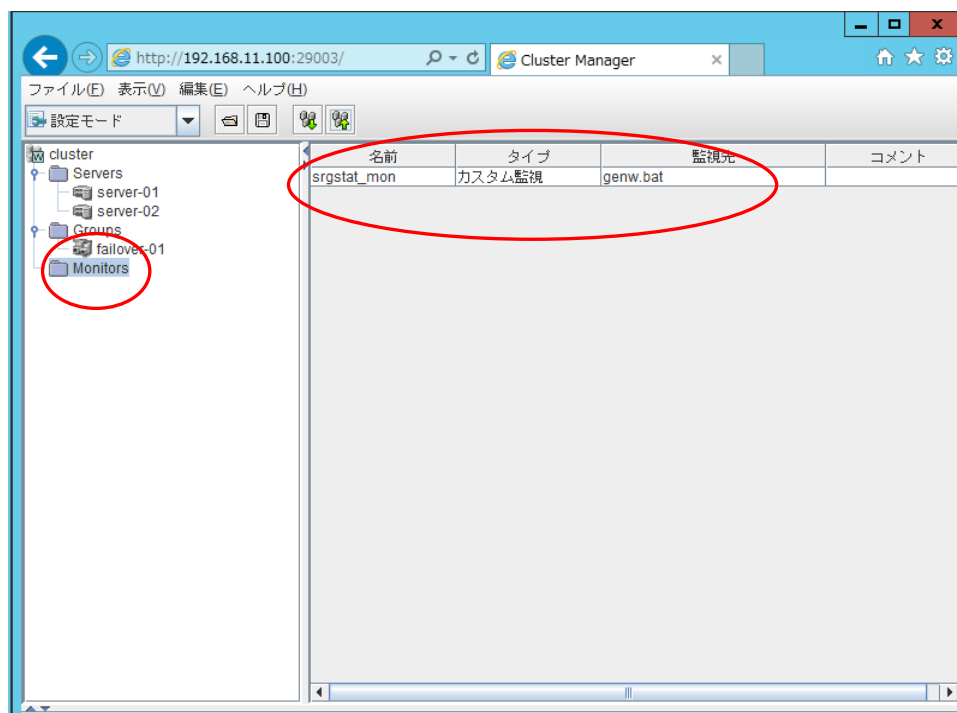 http://192.168.11.100:29003/ Cluster Manager
ファイル(F) 表示(V) 編集(E) ヘルプ(H)
設定モード
cluster
Servers
server-01
server-02
Groups
failover-01
Monitors
名前 タイプ 監視先 コメント
srgstat_mon カスタム監視 genw.bat